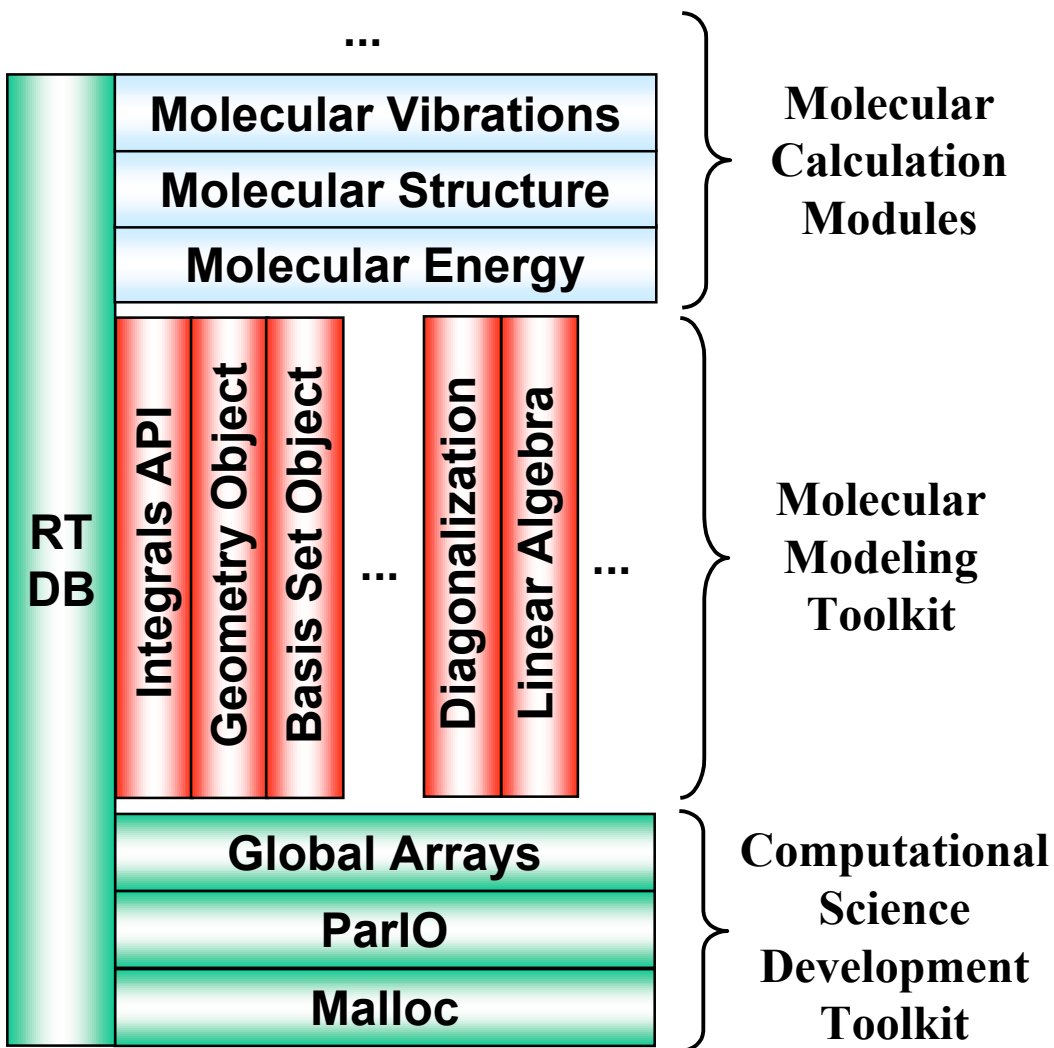 ...
Molecular Vibrations
Molecular Structure
Molecular Energy
Molecular
Calculation
Modules
RT
DB
Integrals API
Geometry Object
Basis Set Object
...
Diagonalization
Linear Algebra
...
Molecular
Modeling
Toolkit
Global Arrays
ParIO
Malloc
Computational
Science
Development
Toolkit